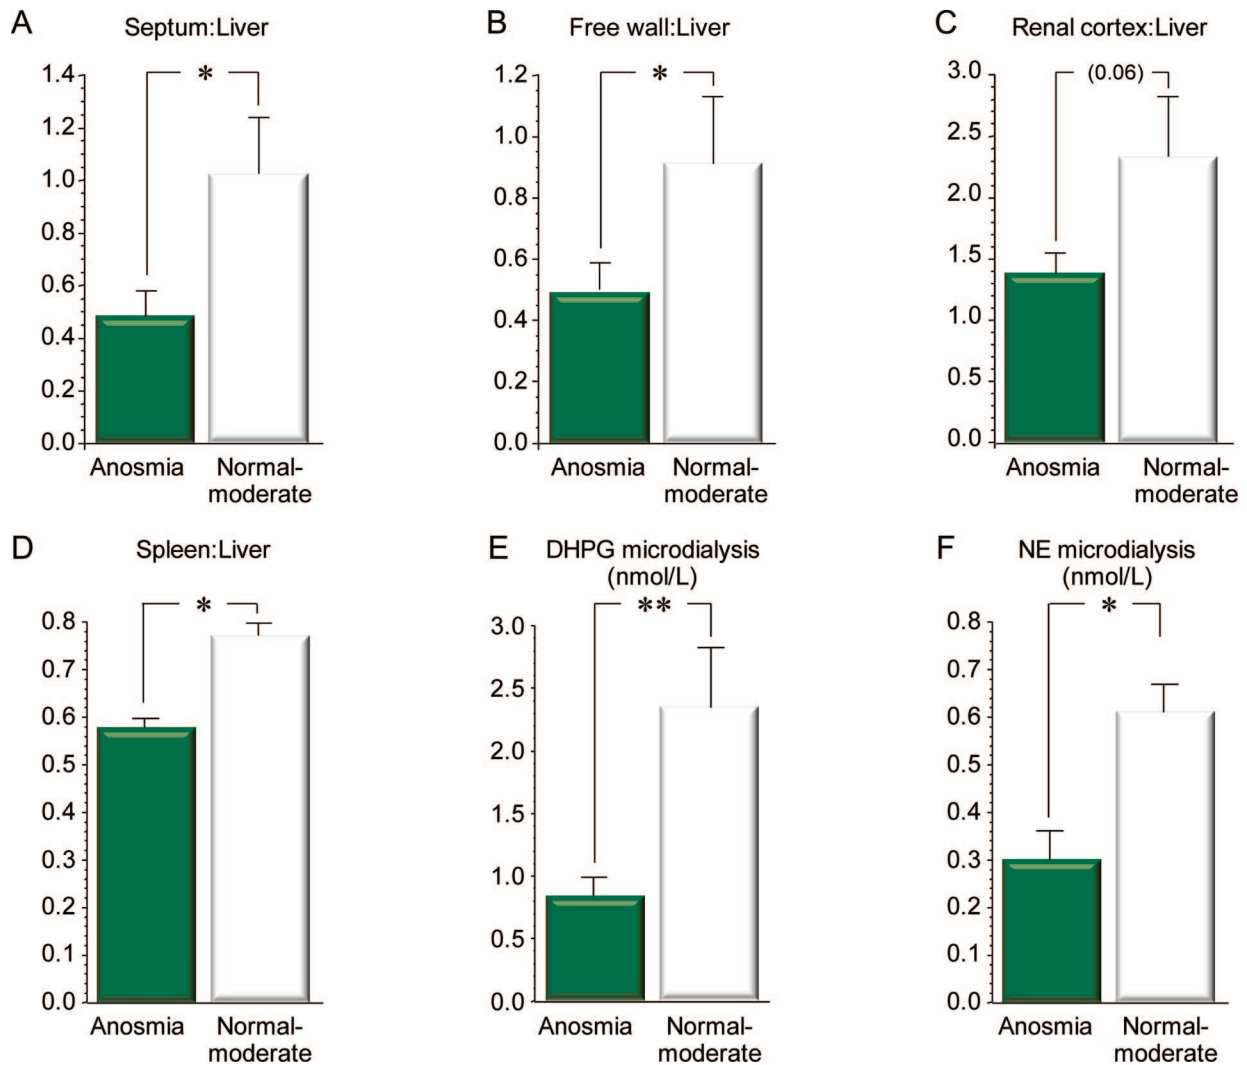 A
Septum:Liver
*
1.4
1.2
1.0
0.8
0.6
0.4
0.2
0.0
Anosmia
Normal-
moderate
B
Free wall:Liver
*
1.2
1.0
0.8
0.6
0.4
0.2
0.0
Anosmia
Normal-
moderate
C
Renal cortex:Liver
(0.06)
3.0
2.5
2.0
1.5
1.0
0.5
0.0
Anosmia
Normal-
moderate
D
Spleen:Liver
*
0.8
0.7
0.6
0.5
0.4
0.3
0.2
0.1
0.0
Anosmia
Normal-
moderate
E
DHPG microdialysis
(nmol/L)
**
3.0
2.5
2.0
1.5
1.0
0.5
0.0
Anosmia
Normal-
moderate
F
NE microdialysis
(nmol/L)
*
0.8
0.7
0.6
0.5
0.4
0.3
0.2
0.1
0.0
Anosmia
Normal-
moderate